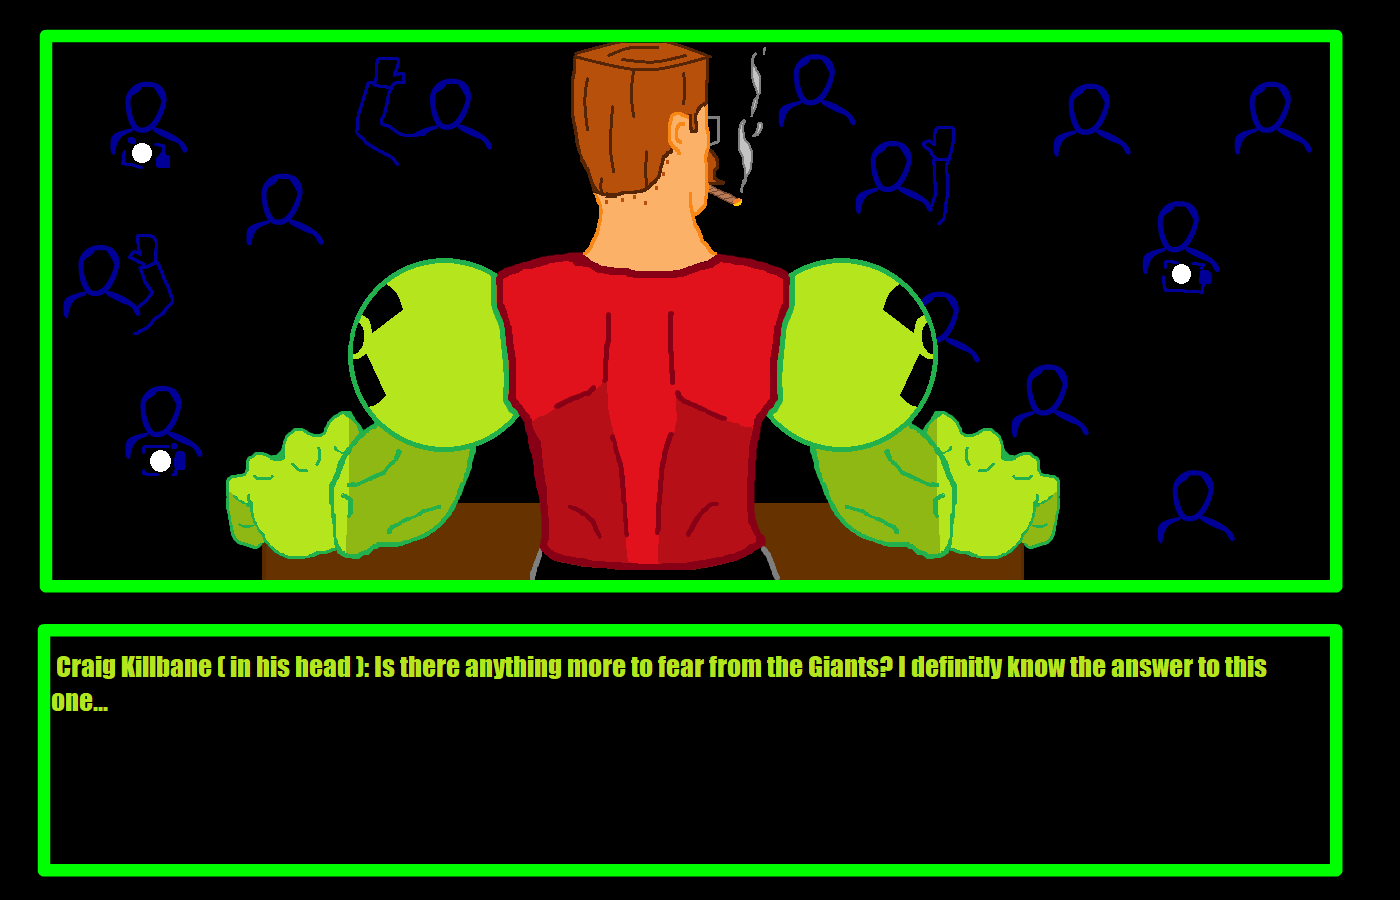 Craig Killbane ( in his head ): Is there anything more to fear from the Giants? I definitly know the answer to this
one...